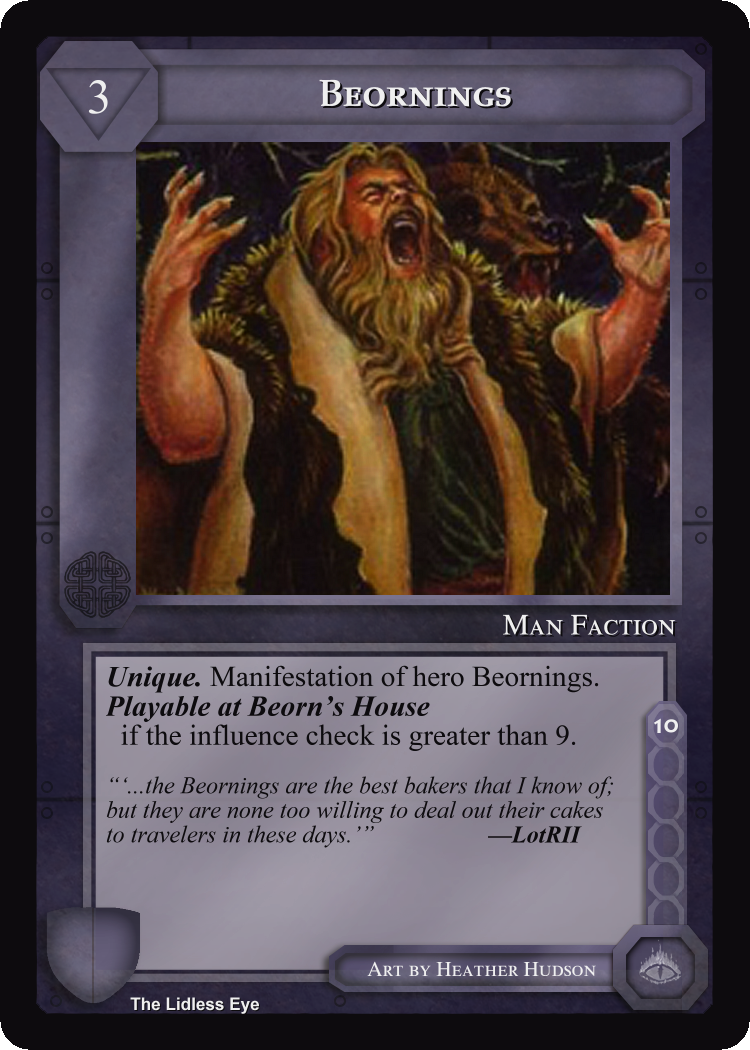 3
Beornings
Man Faction
Unique. Manifestation of hero Beornings.
Playable at Beorn's House
if the influence check is greater than 9.
10
“‘...the Beornings are the best bakers that I know of;
but they are none too willing to deal out their cakes
to travelers in these days.’”  —LotRII
Art by Heather Hudson
The Lidless Eye